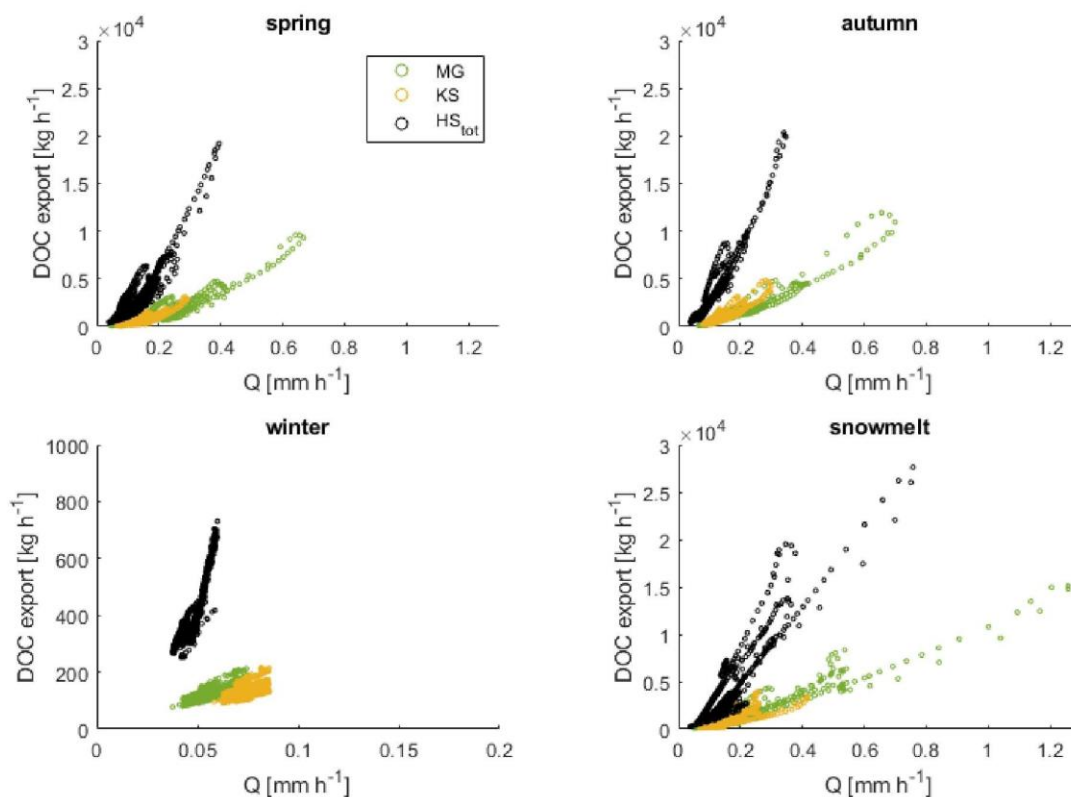 spring
× 10⁴
DOC export [kg h⁻¹]
3
2.5
2
1.5
1
0.5
0
0 0.2 0.4 0.6 0.8 1 1.2
Q [mm h⁻¹]
MG
KS
HS_tot
autumn
× 10⁴
DOC export [kg h⁻¹]
3
2.5
2
1.5
1
0.5
0
0 0.2 0.4 0.6 0.8 1 1.2
Q [mm h⁻¹]
winter
DOC export [kg h⁻¹]
1000
800
600
400
200
0
0 0.05 0.1 0.15 0.2
Q [mm h⁻¹]
snowmelt
× 10⁴
DOC export [kg h⁻¹]
3
2.5
2
1.5
1
0.5
0
0 0.2 0.4 0.6 0.8 1 1.2
Q [mm h⁻¹]